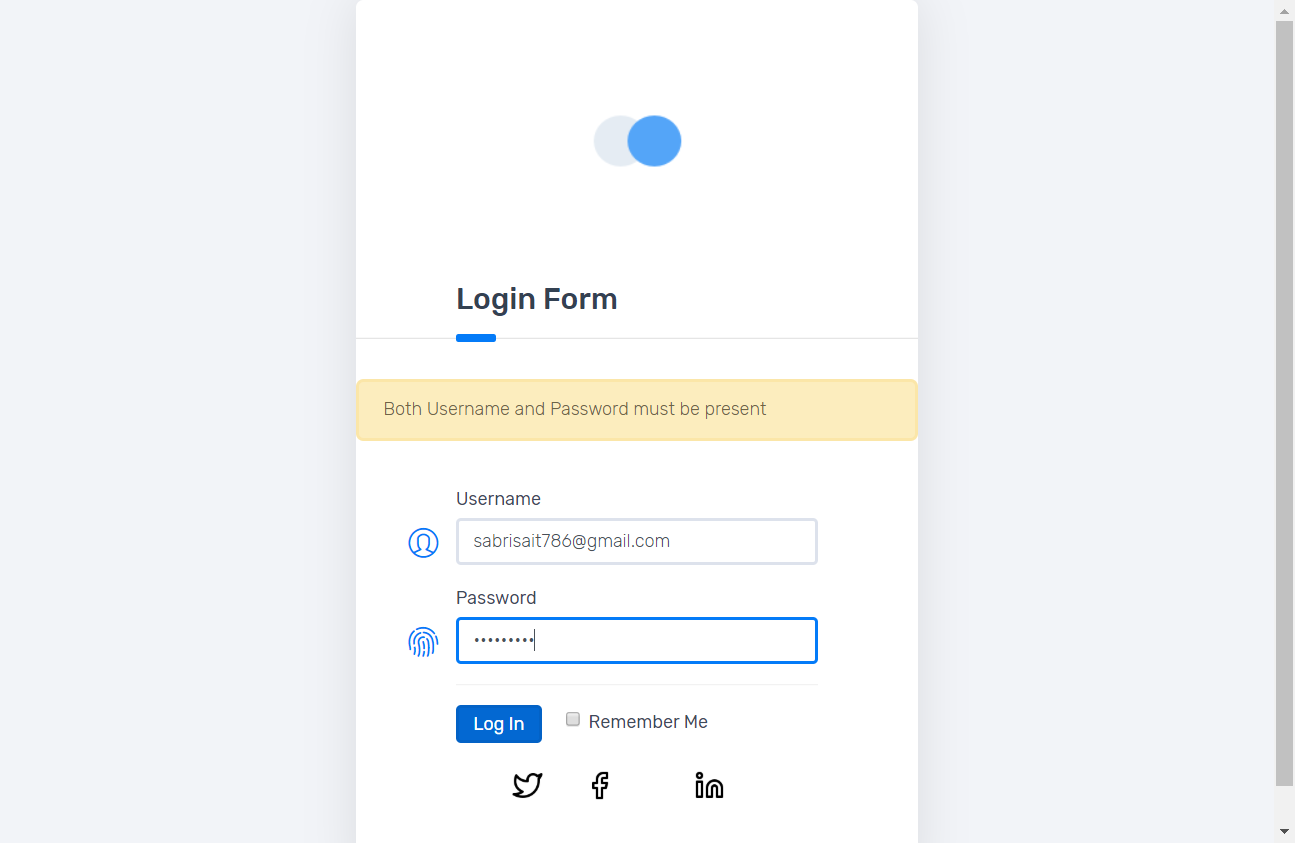 Login Form
Both Username and Password must be present
Username
sabrisait786@gmail.com
Password
•••••••••
Log In
Remember Me